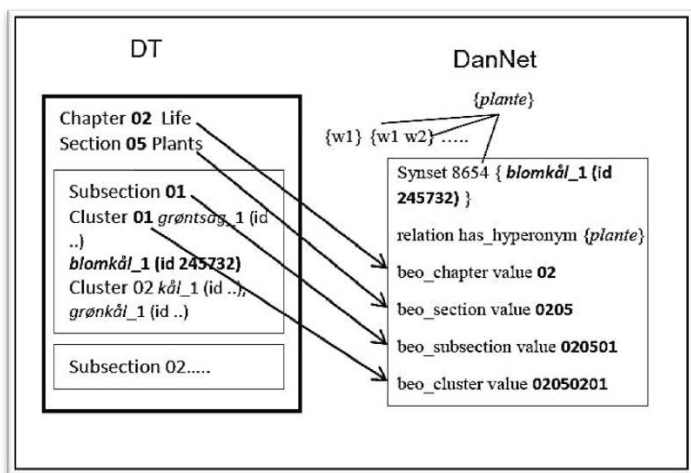 DT
Chapter 02 Life
Section 05 Plants
Subsection 01
Cluster 01 grøntsag_1 (id
..)
blomkål_1 (id 245732)
Cluster 02 kål_1 (id ..),
grønkål_1 (id ..)
Subsection 02.....
DanNet
{plante}
{w1} {w1 w2} .....
Synset 8654 { blomkål_1 (id
245732) }
relation has_hyperonym {plante}
beo_chapter value 02
beo_section value 0205
beo_subsection value 020501
beo_cluster value 02050201